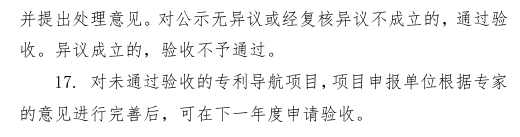 并提出处理意见。对公示无异议或经复核异议不成立的，通过验
收。异议成立的，验收不予通过。
17. 对未通过验收的专利导航项目，项目申报单位根据专家
的意见进行完善后，可在下一年度申请验收。